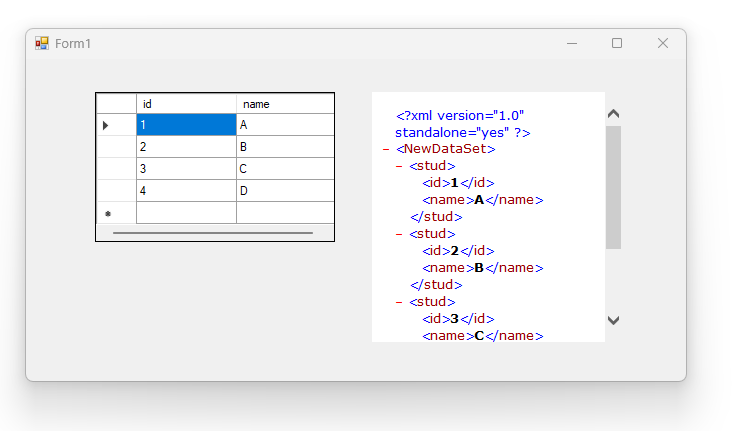 Form1
id name
1 A
2 B
3 C
4 D
<?xml version="1.0"
standalone="yes" ?>
− <NewDataSet>
− <stud>
<id>1</id>
<name>A</name>
</stud>
− <stud>
<id>2</id>
<name>B</name>
</stud>
− <stud>
<id>3</id>
<name>C</name>